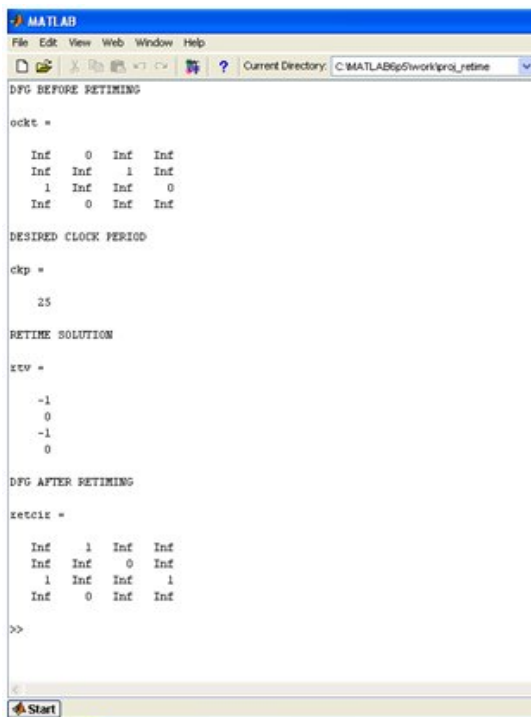 MATLAB
File Edit View Web Window Help
? Current Directory: C:\MATLAB6p5\work\proj_retime
DFG BEFORE RETIMING
ockt =
Inf 0 Inf Inf
Inf Inf 1 Inf
1 Inf Inf 0
Inf 0 Inf Inf
DESIRED CLOCK PERIOD
ckp =
25
RETIME SOLUTION
rtv =
-1
0
-1
0
DFG AFTER RETIMING
retcir =
Inf 1 Inf Inf
Inf Inf 0 Inf
1 Inf Inf 1
Inf 0 Inf Inf
>>
Start